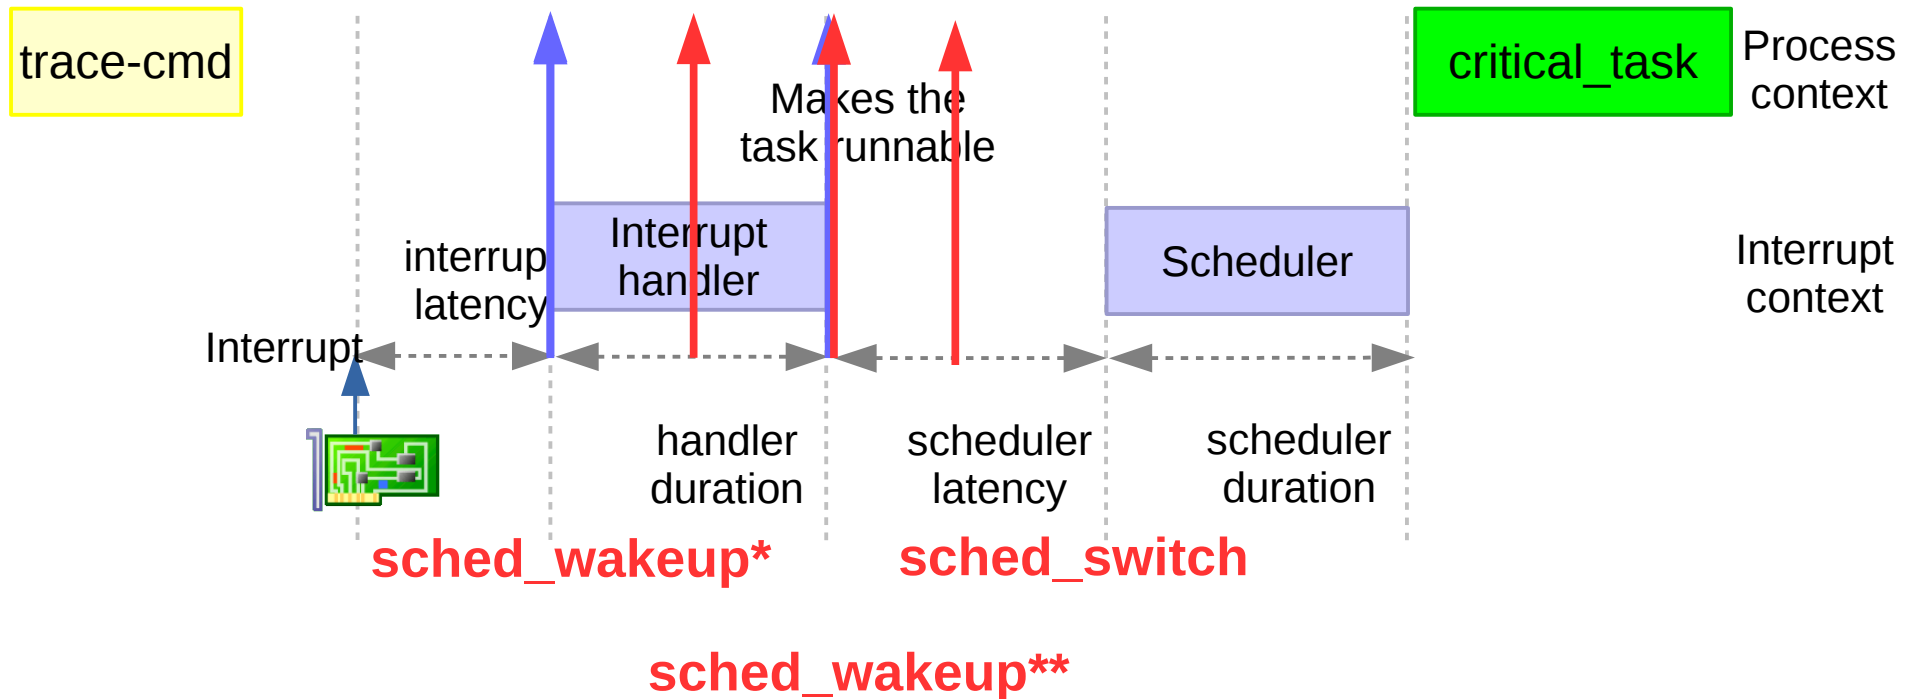 trace-cmd
critical_task
Process
context
Makes the
task runnable
Interrupt
handler
interrup
latency
Scheduler
Interrupt
context
Interrupt
handler
duration
scheduler
latency
scheduler
duration
sched_wakeup*
sched_switch
sched_wakeup**